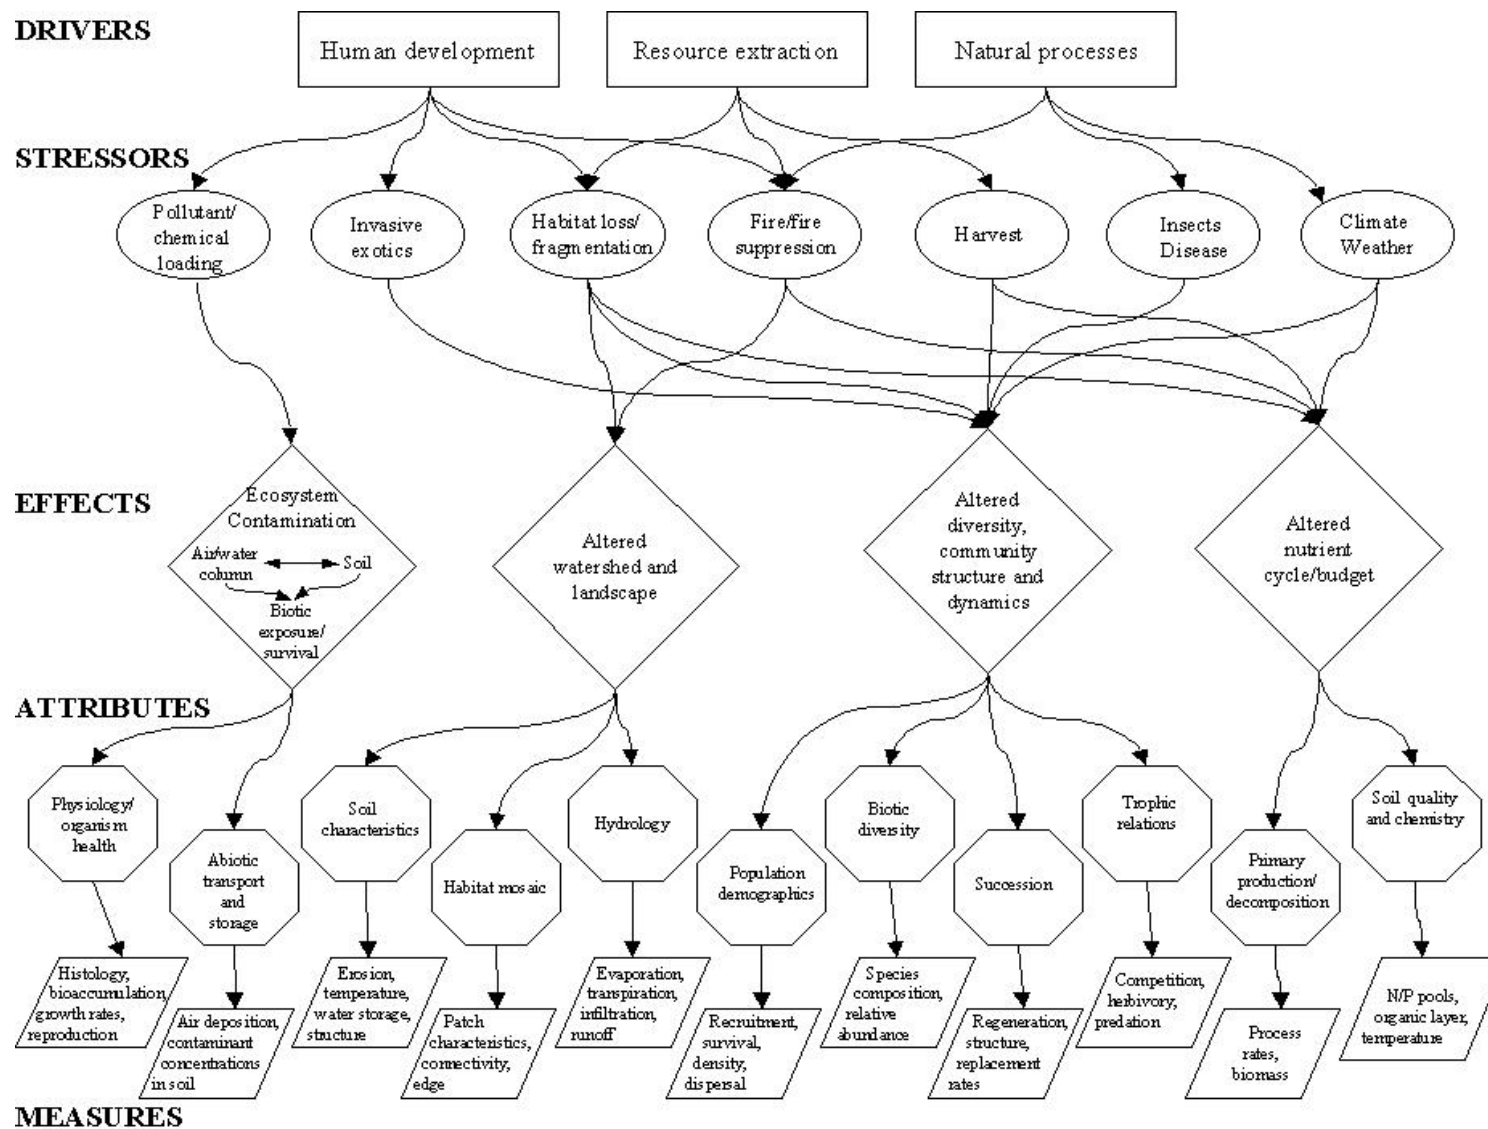 DRIVERS
Human development
Resource extraction
Natural processes
STRESSORS
Pollutant/
chemical
loading
Invasive
exotics
Habitat loss/
fragmentation
Fire/fire
suppression
Harvest
Insects
Disease
Climate
Weather
EFFECTS
Ecosystem
Contamination
Air/water
column
Soil
Biotic
exposure/
survival
Altered
watershed and
landscape
Altered
diversity,
community
structure and
dynamics
Altered
nutrient
cycle/budget
ATTRIBUTES
Physiology/
organism
health
Abiotic
transport
and
storage
Soil
characteristics
Habitat mosaic
Hydrology
Population
demographics
Biotic
diversity
Succession
Trophic
relations
Primary
production/
decomposition
Soil quality
and chemistry
Histology,
bioaccumulation,
growth rates,
reproduction
Air deposition,
contaminant
concentrations
in soil
Erosion,
temperature,
water storage,
structure
Patch
characteristics,
connectivity,
edge
Evaporation,
transpiration,
infiltration,
runoff
Recruitment,
survival,
density,
dispersal
Species
composition,
relative
abundance
Regeneration,
structure,
replacement
rates
Competition,
herbivory,
predation
Process
rates,
biomass
N/P pools,
organic layer,
temperature
MEASURES